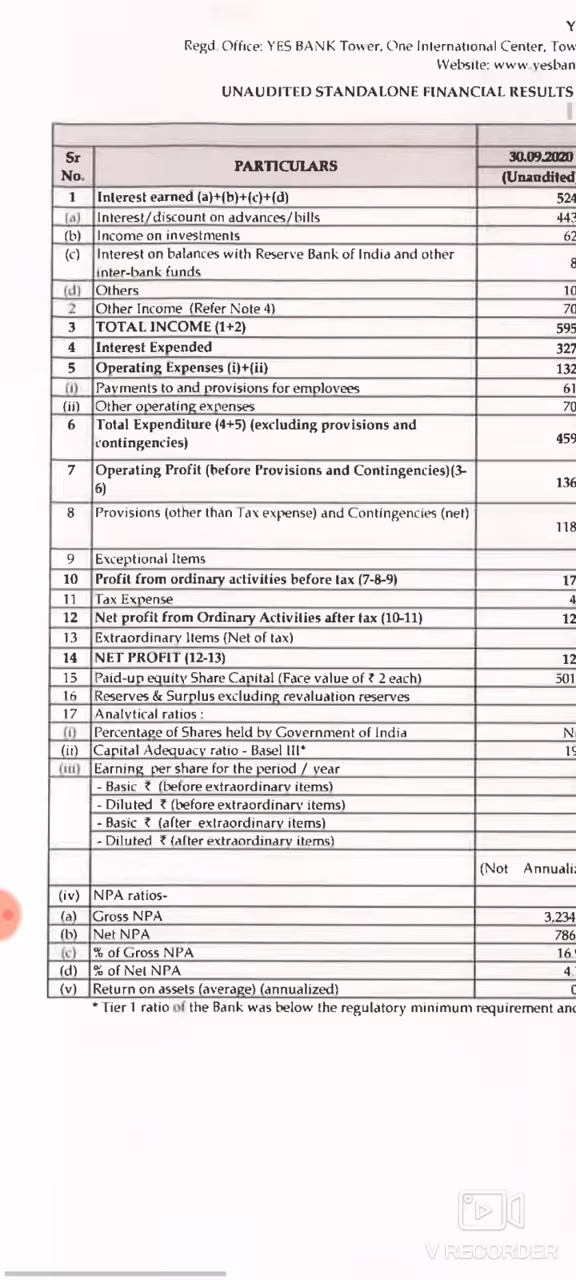 Y
Regd. Office: YES BANK Tower, One International Center, Tow
Website: www.yesban
UNAUDITED STANDALONE FINANCIAL RESULTS
Sr No. PARTICULARS 30.09.2020 (Unaudited)
1 Interest earned (a)+(b)+(c)+(d) 524
(a) Interest/discount on advances/bills 443
(b) Income on investments 62
(c) Interest on balances with Reserve Bank of India and other
inter-bank funds 8
(d) Others 10
2 Other Income (Refer Note 4) 70
3 TOTAL INCOME (1+2) 595
4 Interest Expended 327
5 Operating Expenses (i)+(ii) 132
(i) Payments to and provisions for employees 61
(ii) Other operating expenses 70
6 Total Expenditure (4+5) (excluding provisions and
contingencies) 459
7 Operating Profit (before Provisions and Contingencies)(3-
6) 136
8 Provisions (other than Tax expense) and Contingencies (net)
118
9 Exceptional Items
10 Profit from ordinary activities before tax (7-8-9) 17
11 Tax Expense 4
12 Net profit from Ordinary Activities after tax (10-11) 12
13 Extraordinary Items (Net of tax)
14 NET PROFIT (12-13) 12
15 Paid-up equity Share Capital (Face value of ₹ 2 each) 501
16 Reserves & Surplus excluding revaluation reserves
17 Analytical ratios :
(i) Percentage of Shares held by Government of India N
(ii) Capital Adequacy ratio - Basel III* 19
(iii) Earning per share for the period / year
- Basic ₹ (before extraordinary items)
- Diluted ₹ (before extraordinary items)
- Basic ₹ (after extraordinary items)
- Diluted ₹ (after extraordinary items)
(Not Annualiz
(iv) NPA ratios-
(a) Gross NPA 3,234
(b) Net NPA 786
(c) % of Gross NPA 16.
(d) % of Net NPA 4.
(v) Return on assets (average) (annualized) 0
* Tier 1 ratio of the Bank was below the regulatory minimum requirement and
V RECORDER